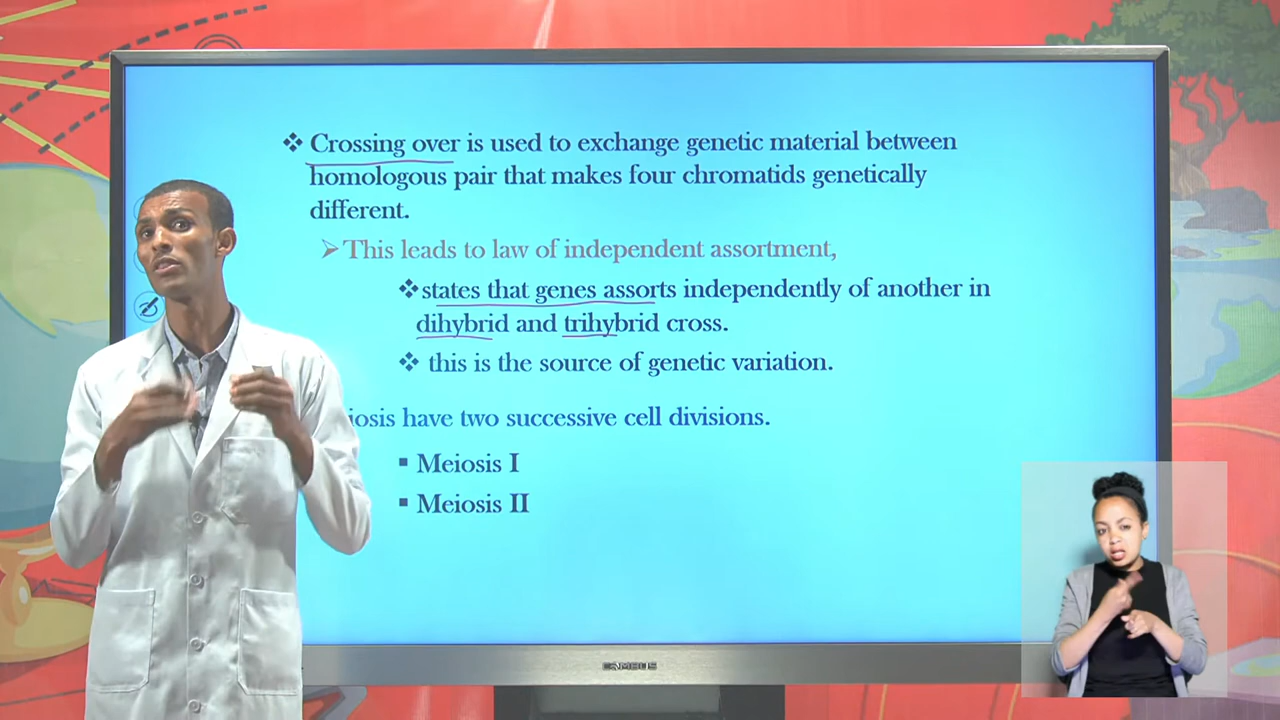 ❖ Crossing over is used to exchange genetic material between
homologous pair that makes four chromatids genetically
different.
➢ This leads to law of independent assortment,
❖ states that genes assorts independently of another in
dihybrid and trihybrid cross.
❖ this is the source of genetic variation.
have two successive cell divisions.
▪ Meiosis I
▪ Meiosis II